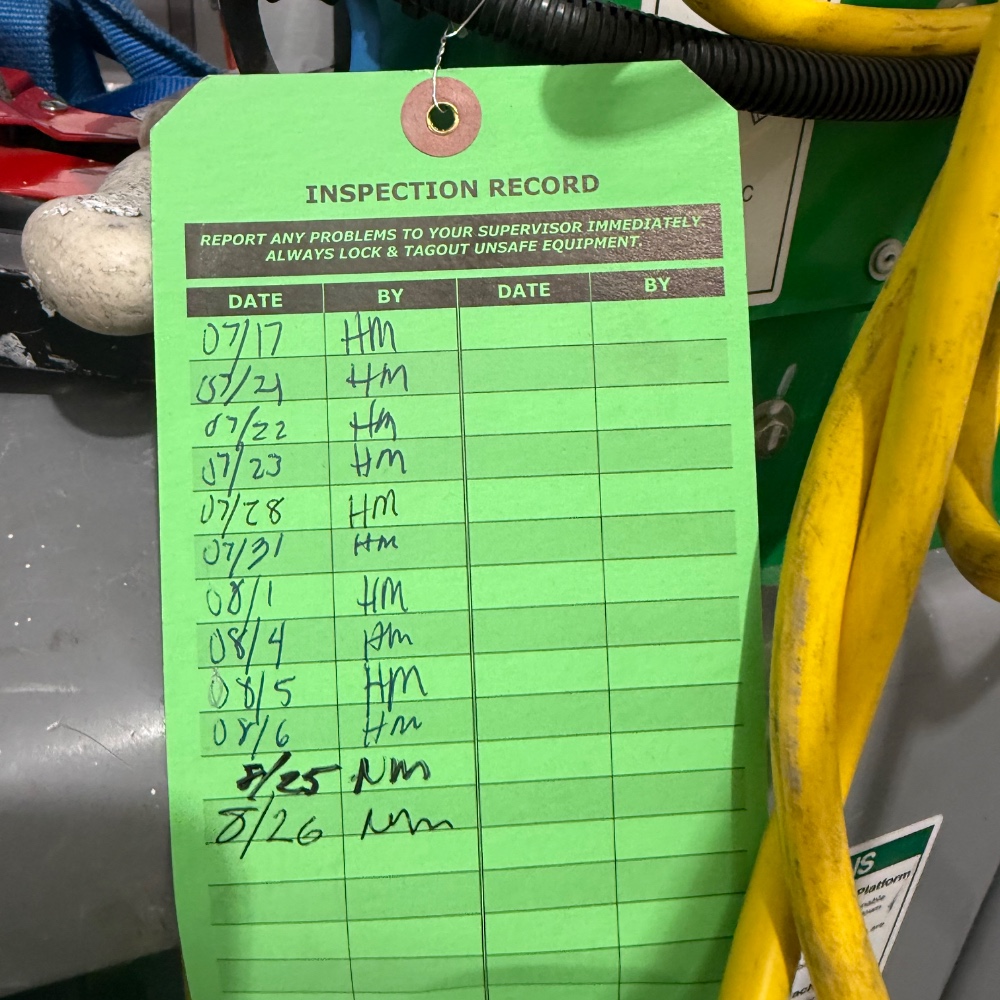 INSPECTION RECORD
REPORT ANY PROBLEMS TO YOUR SUPERVISOR IMMEDIATELY.
ALWAYS LOCK & TAGOUT UNSAFE EQUIPMENT.
DATE BY DATE BY
07/17 HM
07/21 HM
07/22 HM
07/23 HM
07/28 HM
07/31 HM
08/1 HM
08/4 HM
08/5 HM
08/6 HM
8/25 NM
8/26 NM
C
Platform
are